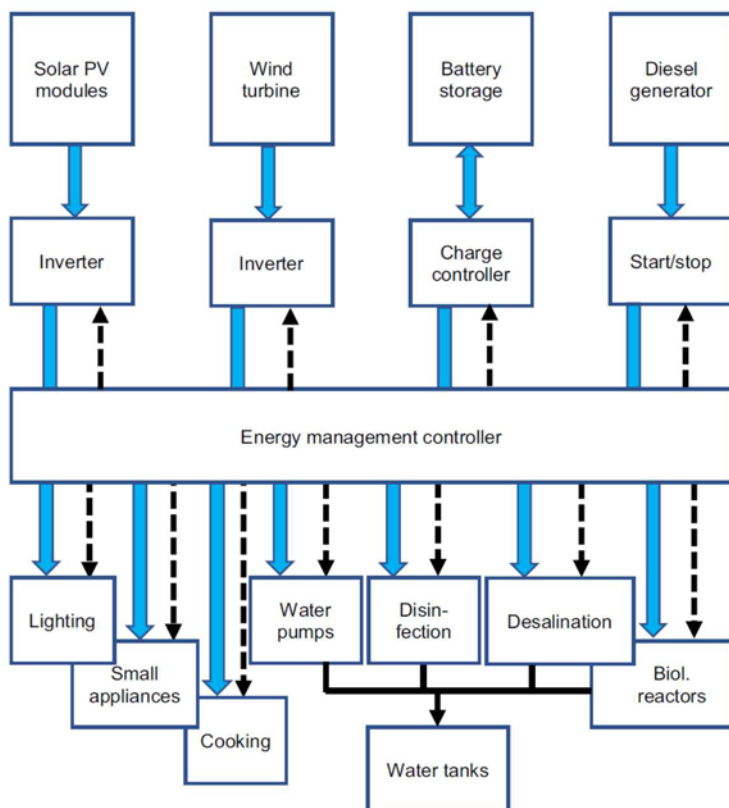 Solar PV
modules
Wind
turbine
Battery
storage
Diesel
generator
Inverter
Inverter
Charge
controller
Start/stop
Energy management controller
Lighting
Water
pumps
Disin-
fection
Desalination
Small
appliances
Biol.
reactors
Cooking
Water tanks